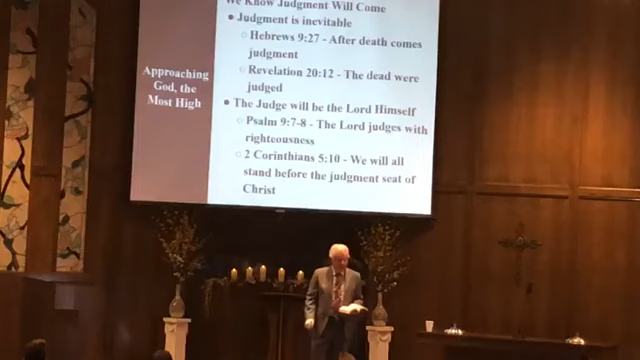 We Know Judgment Will Come
● Judgment is inevitable
○ Hebrews 9:27 - After death comes
judgment
○ Revelation 20:12 - The dead were
judged
● The Judge will be the Lord Himself
○ Psalm 9:7-8 - The Lord judges with
righteousness
○ 2 Corinthians 5:10 - We will all
stand before the judgment seat of
Christ
Approaching
God, the
Most High